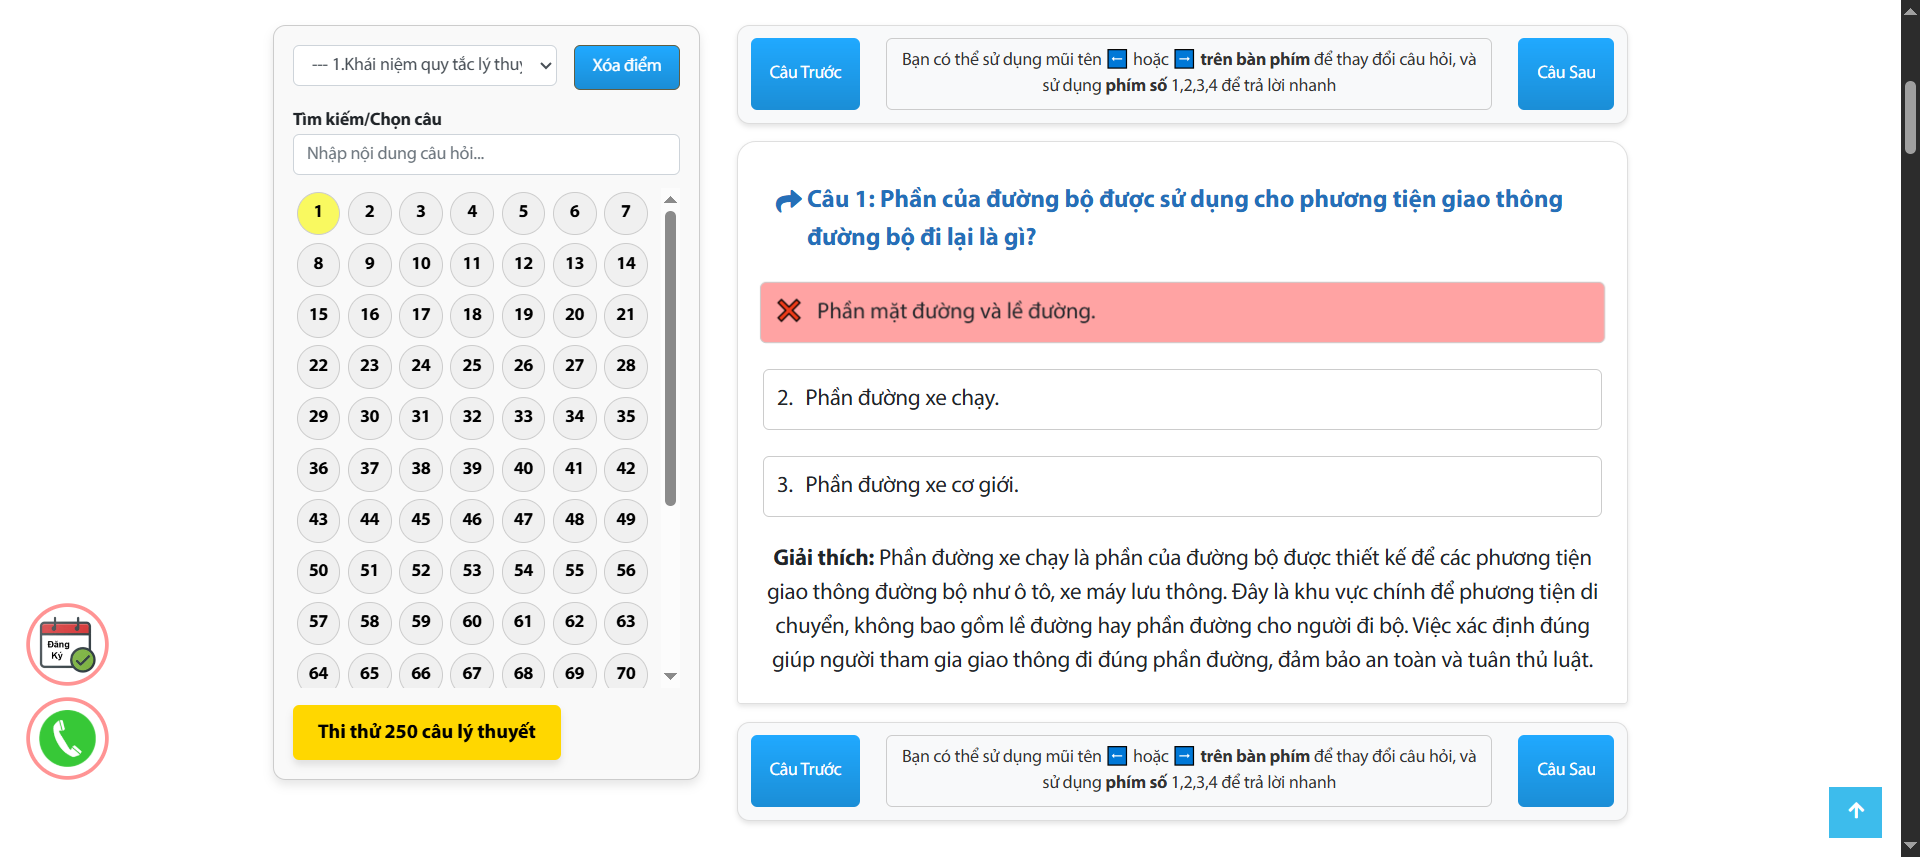 --- 1.Khái niệm quy tắc lý thuy
Xóa điểm
Tìm kiếm/Chọn câu
Nhập nội dung câu hỏi...
1 2 3 4 5 6 7
8 9 10 11 12 13 14
15 16 17 18 19 20 21
22 23 24 25 26 27 28
29 30 31 32 33 34 35
36 37 38 39 40 41 42
43 44 45 46 47 48 49
50 51 52 53 54 55 56
57 58 59 60 61 62 63
64 65 66 67 68 69 70
Thi thử 250 câu lý thuyết
Đăng
Ký
Câu Trước
Bạn có thể sử dụng mũi tên ← hoặc → trên bàn phím để thay đổi câu hỏi, và
sử dụng phím số 1,2,3,4 để trả lời nhanh
Câu Sau
Câu 1: Phần của đường bộ được sử dụng cho phương tiện giao thông
đường bộ đi lại là gì?
Phần mặt đường và lề đường.
2. Phần đường xe chạy.
3. Phần đường xe cơ giới.
Giải thích: Phần đường xe chạy là phần của đường bộ được thiết kế để các phương tiện
giao thông đường bộ như ô tô, xe máy lưu thông. Đây là khu vực chính để phương tiện di
chuyển, không bao gồm lề đường hay phần đường cho người đi bộ. Việc xác định đúng
giúp người tham gia giao thông đi đúng phần đường, đảm bảo an toàn và tuân thủ luật.
Câu Trước
Bạn có thể sử dụng mũi tên ← hoặc → trên bàn phím để thay đổi câu hỏi, và
sử dụng phím số 1,2,3,4 để trả lời nhanh
Câu Sau